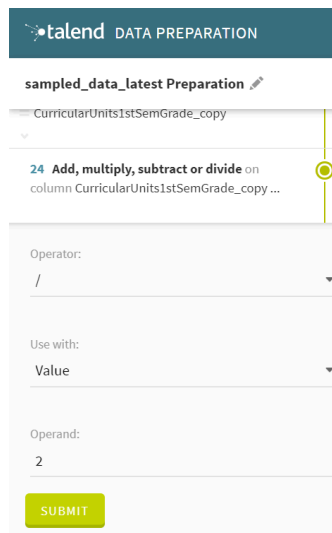 talend DATA PREPARATION
sampled_data_latest Preparation
CurricularUnits1stSemGrade_copy
24 Add, multiply, subtract or divide on
column CurricularUnits1stSemGrade_copy ...
Operator:
/
Use with:
Value
Operand:
2
SUBMIT